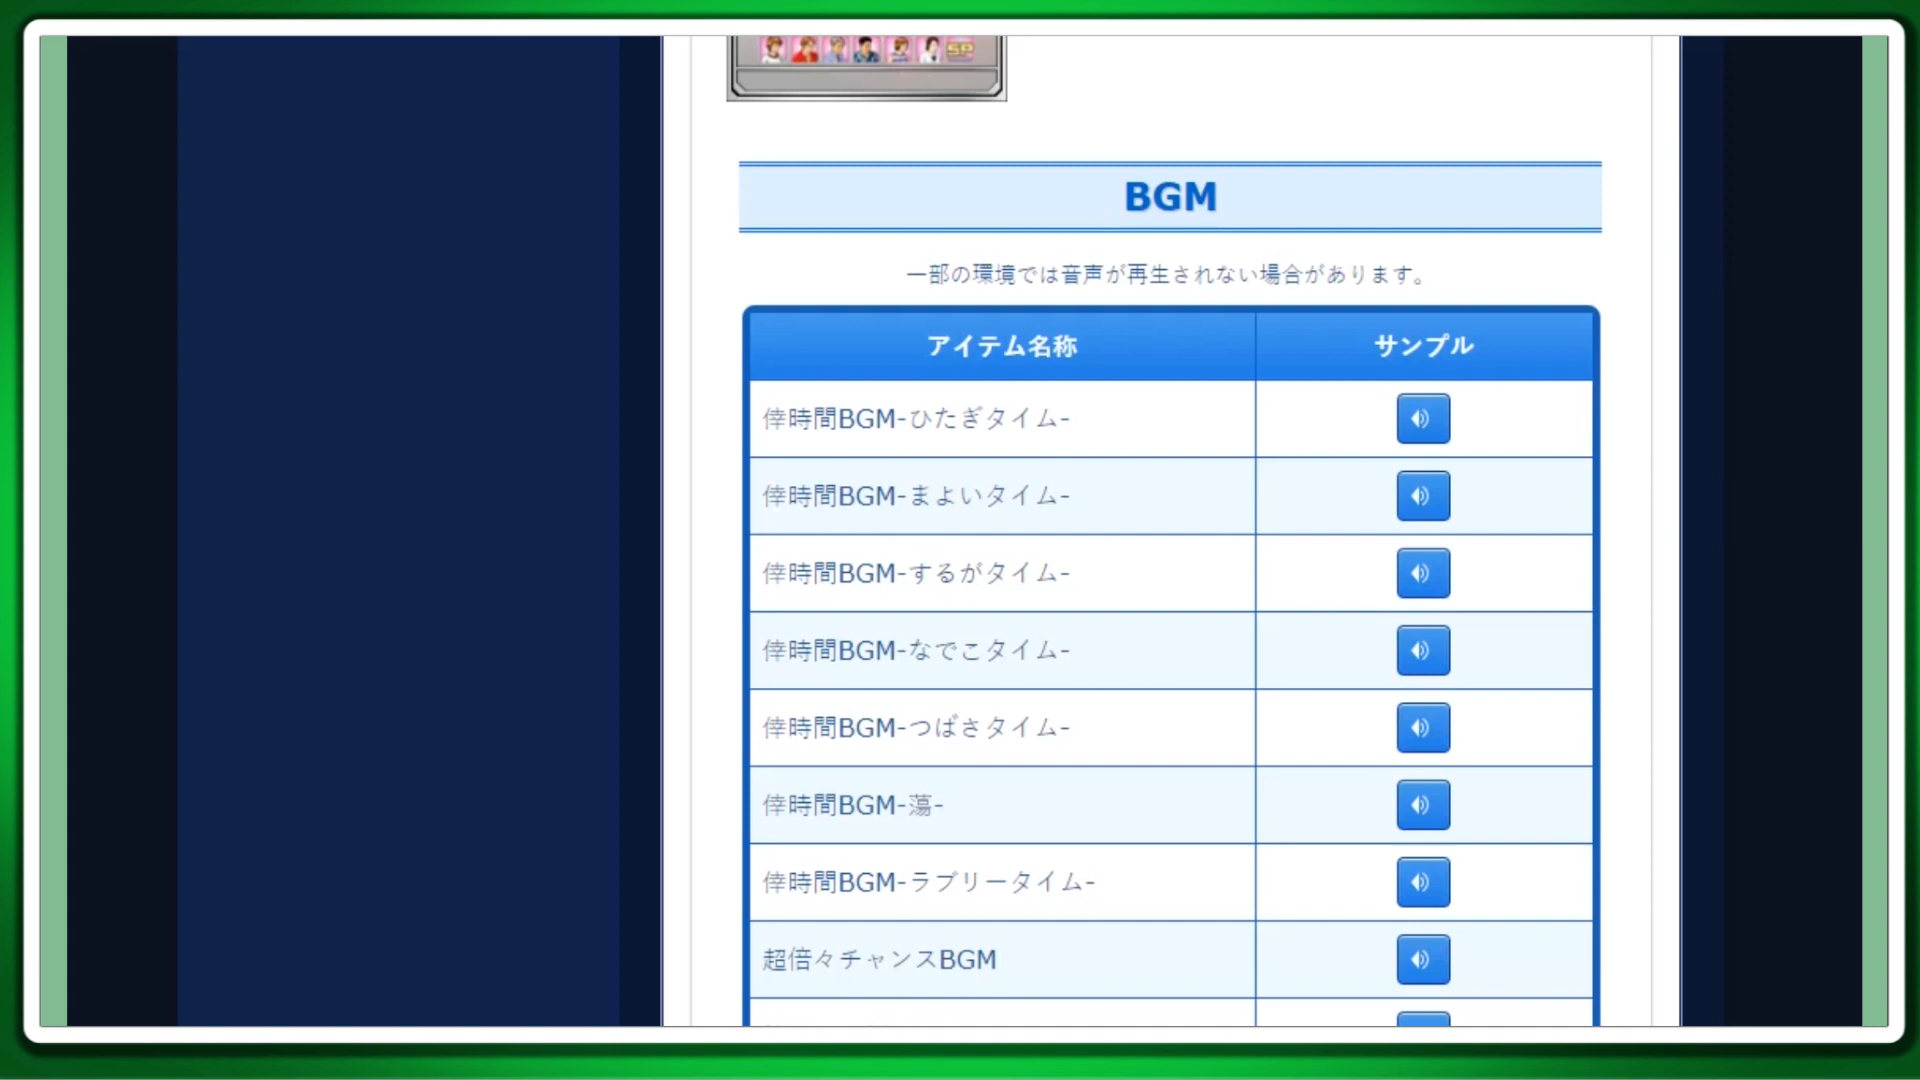 SP
BGM
一部の環境では音声が再生されない場合があります。
アイテム名称 サンプル
倖時間BGM-ひたぎタイム-
倖時間BGM-まよいタイム-
倖時間BGM-するがタイム-
倖時間BGM-なでこタイム-
倖時間BGM-つばさタイム-
倖時間BGM-蕩-
倖時間BGM-ラブリータイム-
超倍々チャンスBGM